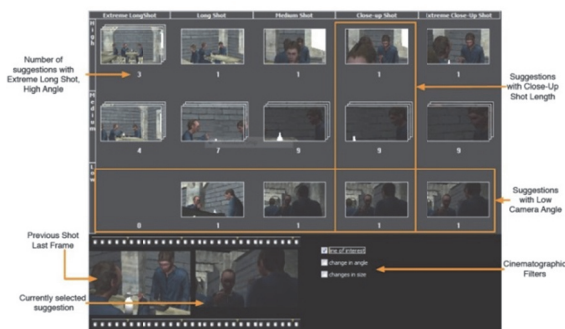 Extreme LongShot
Long Shot
Medium Shot
Close-up Shot
Extreme Close-Up Shot
High
Number of
suggestions with
Extreme Long Shot,
High Angle
3
1
1
1
1
Suggestions
with Close-Up
Shot Length
Medium
4
7
9
9
9
Low
0
1
1
1
1
Suggestions
with Low
Camera Angle
Previous Shot
Last Frame
Currently selected
suggestion
line of interest
change in angle
changes in size
Cinematographic
Filters